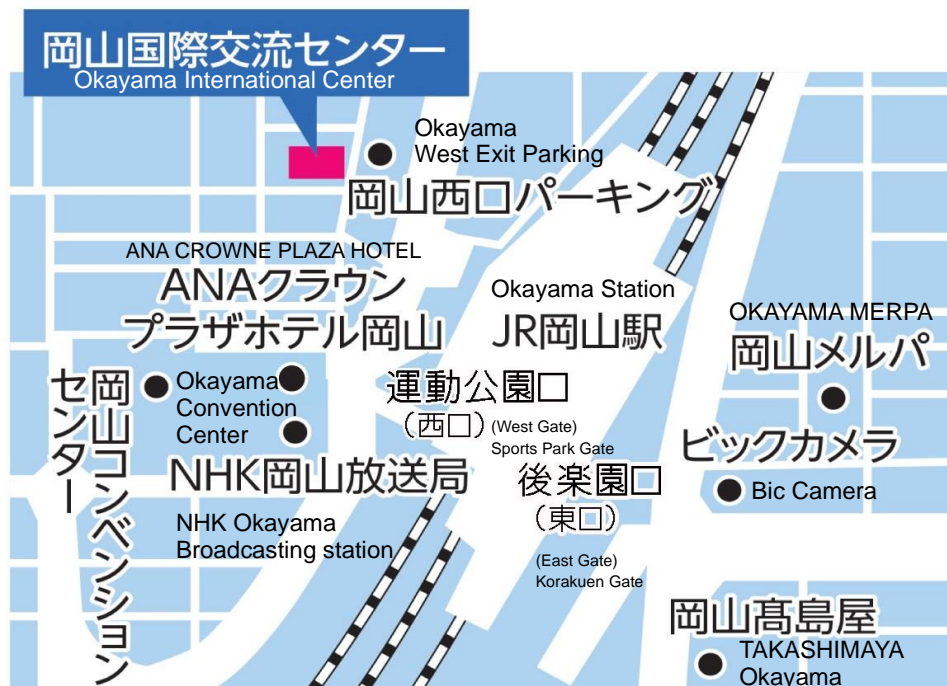 岡山国際交流センター
Okayama International Center
Okayama
West Exit Parking
岡山西口パーキング
ANA CROWNE PLAZA HOTEL
ANAクラウン
プラザホテル岡山
Okayama Station
JR岡山駅
OKAYAMA MERPA
岡山メルパ
岡山コンベンション
センター
Okayama
Convention
Center
運動公園口
(西口)
(West Gate)
Sports Park Gate
ビックカメラ
Bic Camera
NHK岡山放送局
NHK Okayama
Broadcasting station
後楽園口
(東口)
(East Gate)
Korakuen Gate
岡山髙島屋
TAKASHIMAYA
Okayama